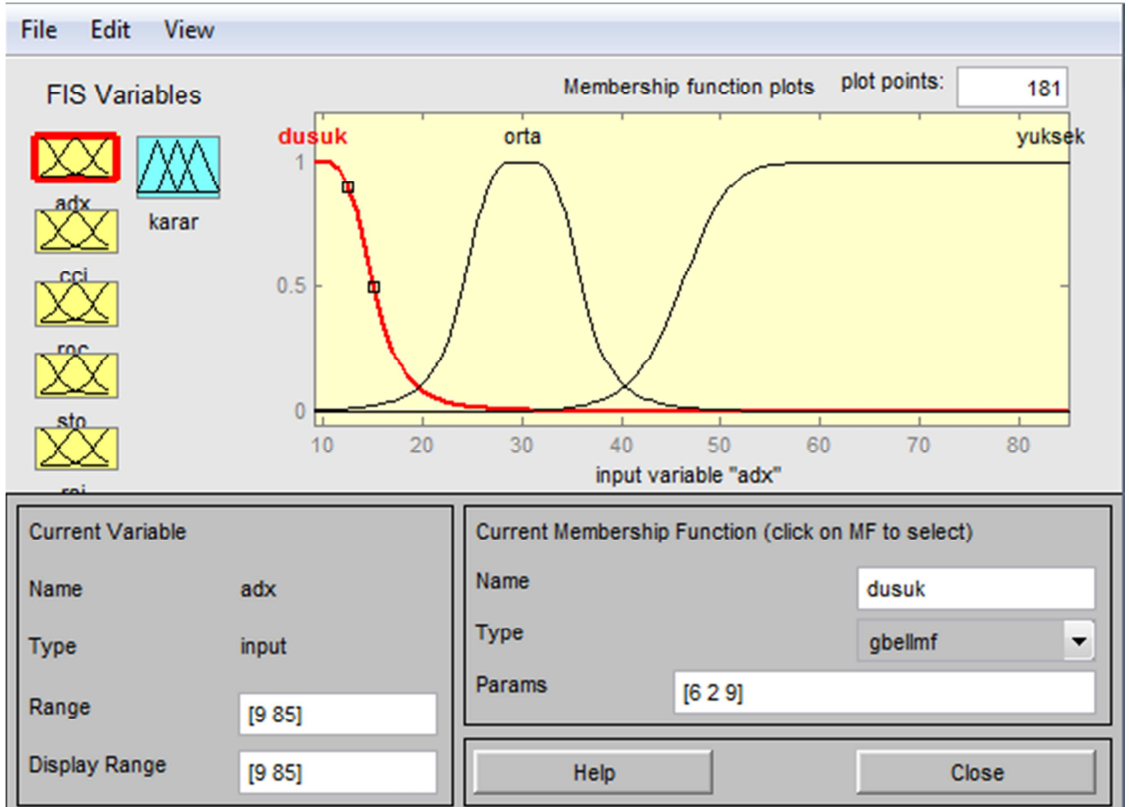 File Edit View
FIS Variables
Membership function plots plot points: 181
adx
karar
cci
roc
sto
rsi
dusuk orta yuksek
1
0.5
0
10 20 30 40 50 60 70 80
input variable "adx"
Current Variable
Name adx
Type input
Range [9 85]
Display Range [9 85]
Current Membership Function (click on MF to select)
Name dusuk
Type gbellmf
Params [6 2 9]
Help Close